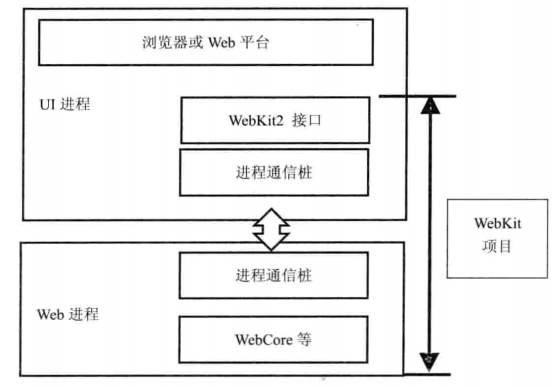 浏览器或 Web 平台
UI 进程
WebKit2 接口
进程通信桩
WebKit
项目
进程通信桩
Web 进程
WebCore 等